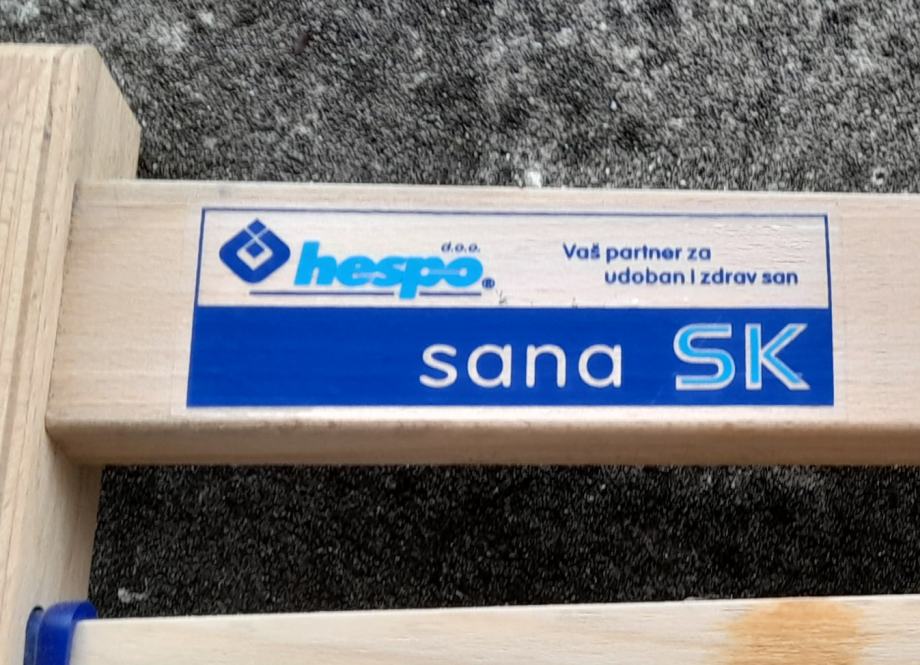 d.o.o.
hespo®
Vaš partner za
udoban i zdrav san
sana SK